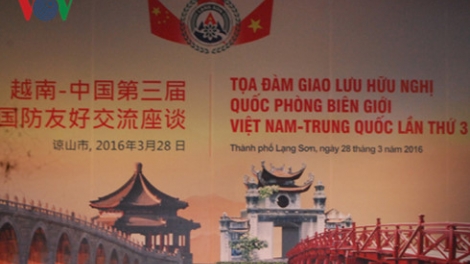 VOV
越南-中国第三届
国防友好交流座谈
谅山市, 2016年3月28日
TỌA ĐÀM GIAO LƯU HỮU NGHỊ
QUỐC PHÒNG BIÊN GIỚI
VIỆT NAM-TRUNG QUỐC LẦN THỨ 3
Thành phố Lạng Sơn, ngày 28 tháng 3 năm 2016